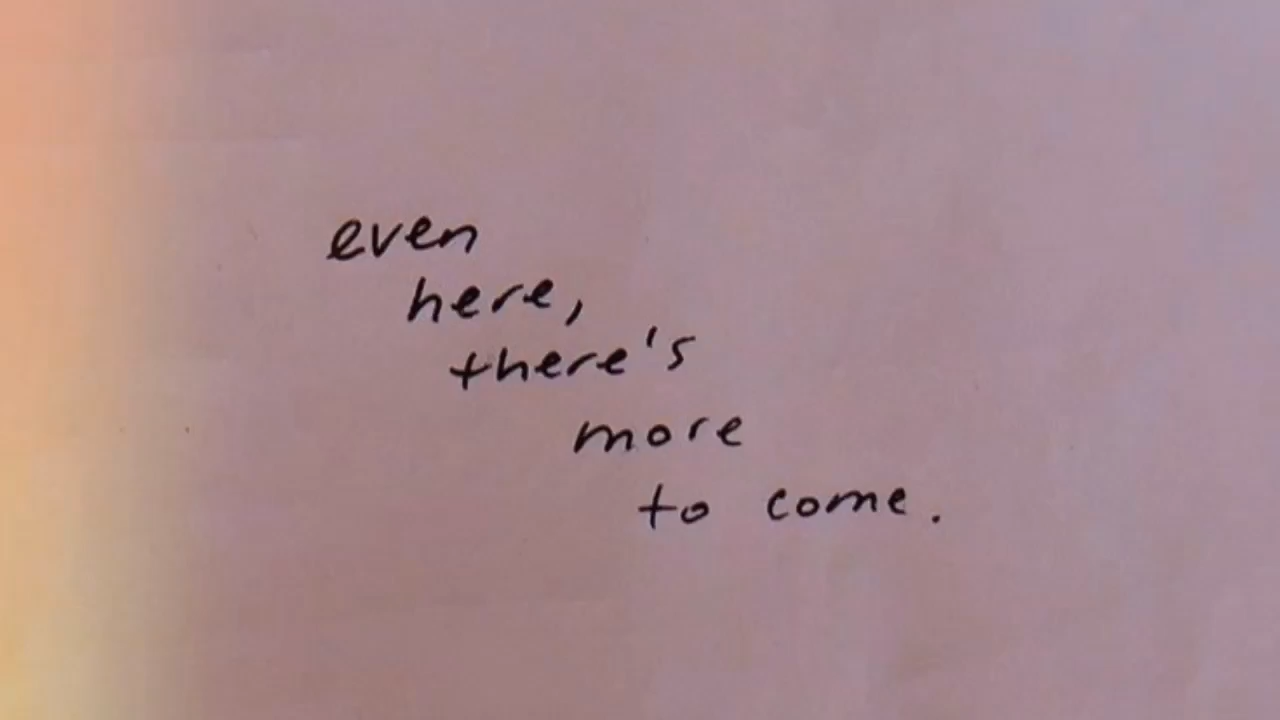 even
here,
there's
more
to come.